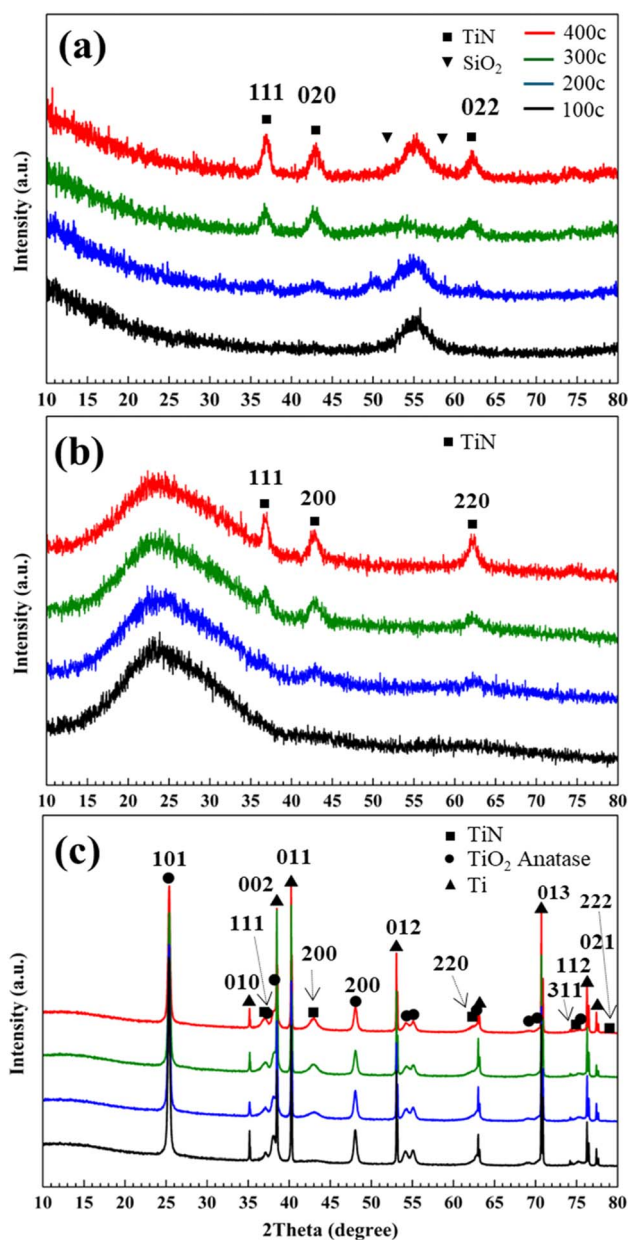 (a)
■ TiN
▼ SiO₂
400c
300c
200c
100c
111
020
022
Intensity (a.u.)
10 15 20 25 30 35 40 45 50 55 60 65 70 75 80
(b)
■ TiN
111
200
220
Intensity (a.u.)
10 15 20 25 30 35 40 45 50 55 60 65 70 75 80
(c)
■ TiN
● TiO₂ Anatase
▲ Ti
101
002
011
111
200
010
200
012
220
013
222
021
112
311
Intensity (a.u.)
10 15 20 25 30 35 40 45 50 55 60 65 70 75 80
2Theta (degree)